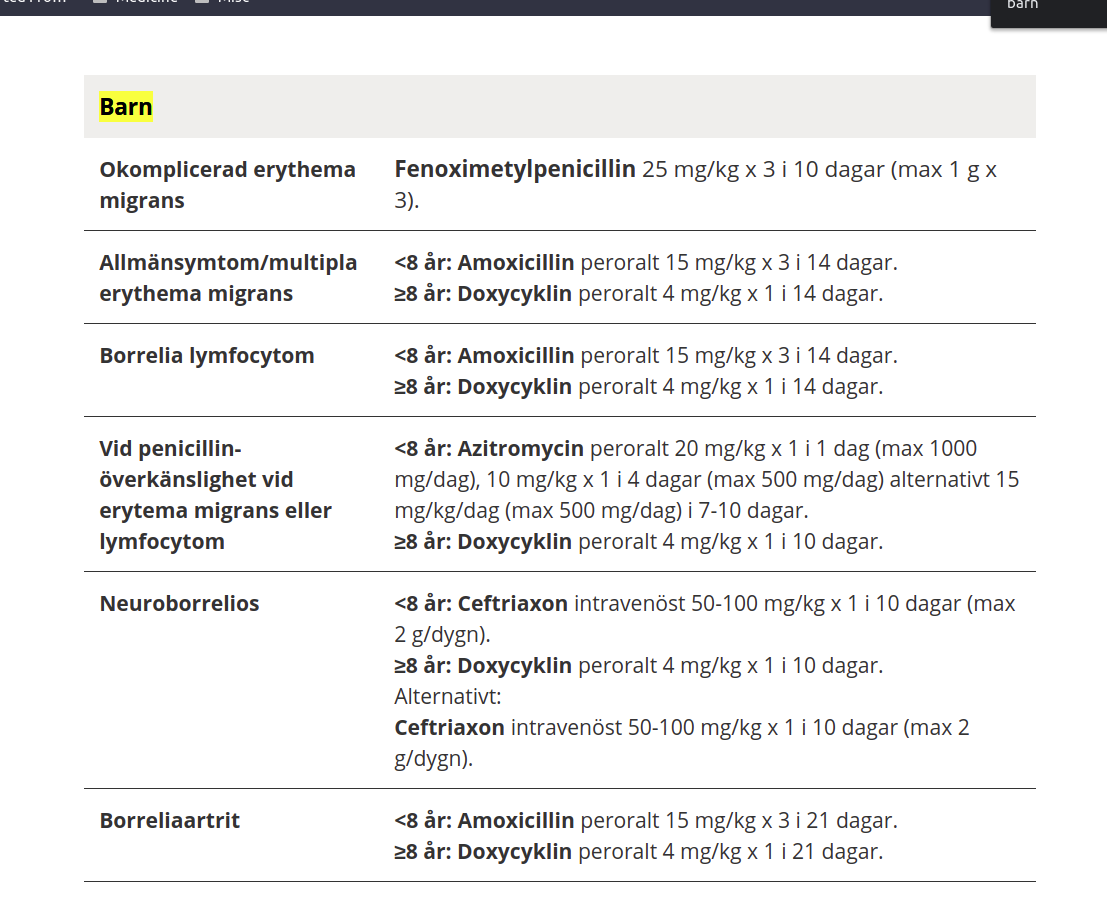 Barn
Barn
Okomplicerad erythema
migrans
Fenoximetylpenicillin 25 mg/kg x 3 i 10 dagar (max 1 g x
3).
Allmänsymtom/multipla
erythema migrans
<8 år: Amoxicillin peroralt 15 mg/kg x 3 i 14 dagar.
≥8 år: Doxycyklin peroralt 4 mg/kg x 1 i 14 dagar.
Borrelia lymfocytom
<8 år: Amoxicillin peroralt 15 mg/kg x 3 i 14 dagar.
≥8 år: Doxycyklin peroralt 4 mg/kg x 1 i 14 dagar.
Vid penicillin-
överkänslighet vid
erytema migrans eller
lymfocytom
<8 år: Azitromycin peroralt 20 mg/kg x 1 i 1 dag (max 1000
mg/dag), 10 mg/kg x 1 i 4 dagar (max 500 mg/dag) alternativt 15
mg/kg/dag (max 500 mg/dag) i 7-10 dagar.
≥8 år: Doxycyklin peroralt 4 mg/kg x 1 i 10 dagar.
Neuroborrelios
<8 år: Ceftriaxon intravenöst 50-100 mg/kg x 1 i 10 dagar (max
2 g/dygn).
≥8 år: Doxycyklin peroralt 4 mg/kg x 1 i 10 dagar.
Alternativt:
Ceftriaxon intravenöst 50-100 mg/kg x 1 i 10 dagar (max 2
g/dygn).
Borreliaartrit
<8 år: Amoxicillin peroralt 15 mg/kg x 3 i 21 dagar.
≥8 år: Doxycyklin peroralt 4 mg/kg x 1 i 21 dagar.